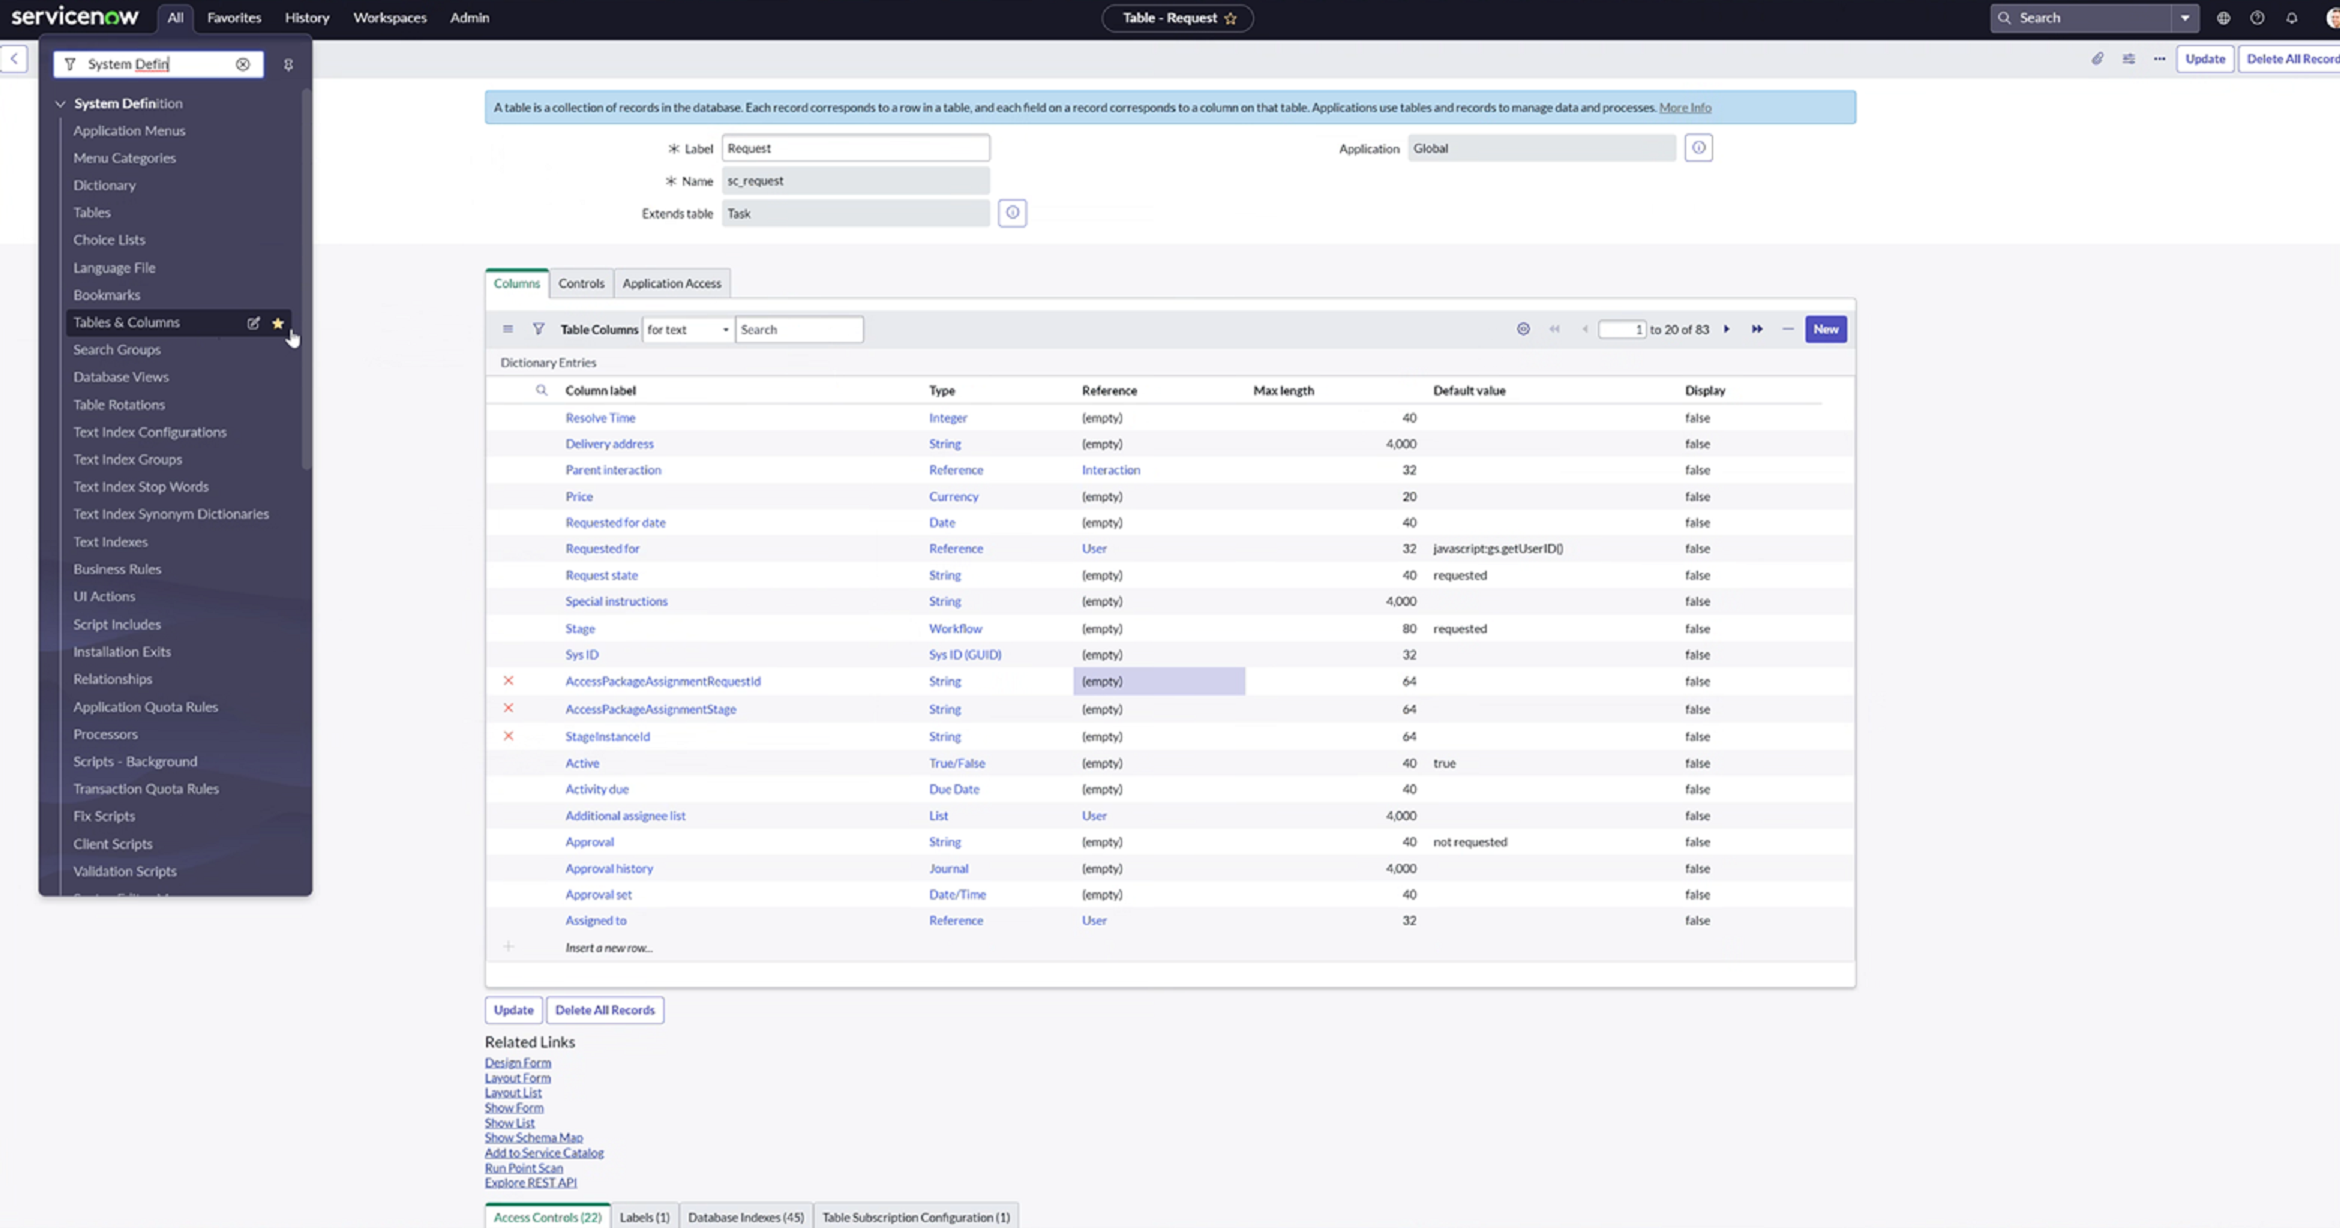 servicenow All Favorites History Workspaces Admin Table - Request Search
System Defin Update Delete All Record
System Definition
Application Menus
Menu Categories
Dictionary
Tables
Choice Lists
Language File
Bookmarks
Tables & Columns
Search Groups
Database Views
Table Rotations
Text Index Configurations
Text Index Groups
Text Index Stop Words
Text Index Synonym Dictionaries
Text Indexes
Business Rules
UI Actions
Script Includes
Installation Exits
Relationships
Application Quota Rules
Processors
Scripts - Background
Transaction Quota Rules
Fix Scripts
Client Scripts
Validation Scripts
A table is a collection of records in the database. Each record corresponds to a row in a table, and each field on a record corresponds to a column on that table. Applications use tables and records to manage data and processes. More Info
* Label Request Application Global
* Name sc_request
Extends table Task
Columns Controls Application Access
Table Columns for text Search 1 to 20 of 83 New
Dictionary Entries
Column label Type Reference Max length Default value Display
Resolve Time Integer (empty) 40 false
Delivery address String (empty) 4,000 false
Parent interaction Reference Interaction 32 false
Price Currency (empty) 20 false
Requested for date Date (empty) 40 false
Requested for Reference User 32 javascript:gs.getUserID() false
Request state String (empty) 40 requested false
Special instructions String (empty) 4,000 false
Stage Workflow (empty) 80 requested false
Sys ID Sys ID (GUID) (empty) 32 false
AccessPackageAssignmentRequestId String (empty) 64 false
AccessPackageAssignmentStage String (empty) 64 false
StageInstanceId String (empty) 64 false
Active True/False (empty) 40 true false
Activity due Due Date (empty) 40 false
Additional assignee list List User 4,000 false
Approval String (empty) 40 not requested false
Approval history Journal (empty) 4,000 false
Approval set Date/Time (empty) 40 false
Assigned to Reference User 32 false
Insert a new row...
Update Delete All Records
Related Links
Design Form
Layout Form
Layout List
Show Form
Show List
Show Schema Map
Add to Service Catalog
Run Point Scan
Explore REST API
Access Controls (22) Labels (1) Database Indexes (45) Table Subscription Configuration (1)